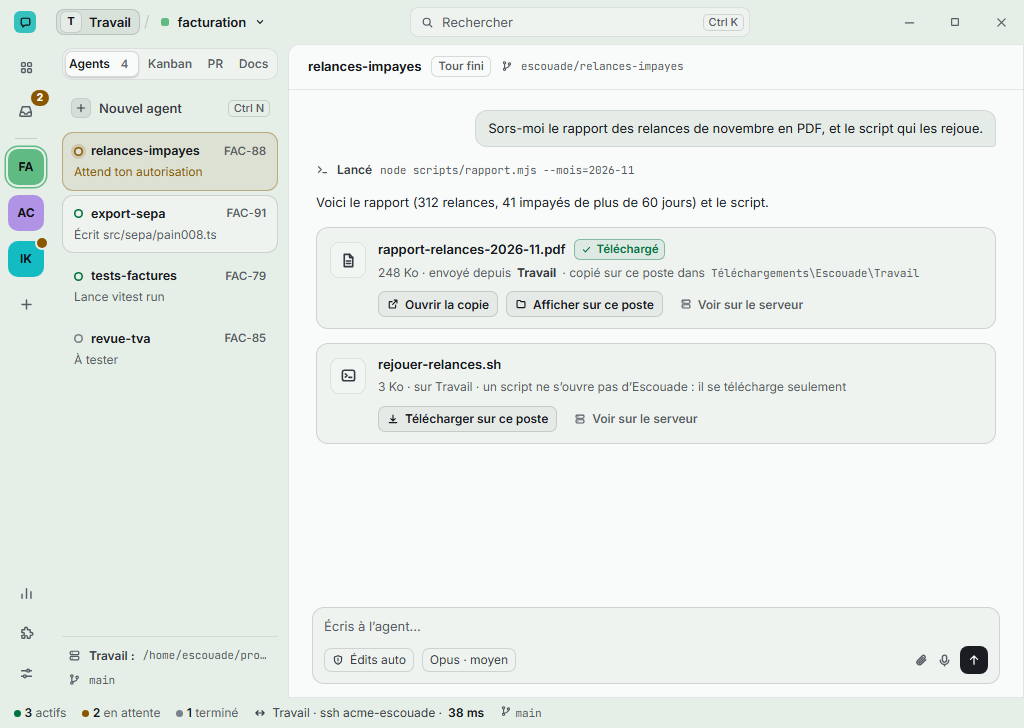 T Travail / facturation
Rechercher Ctrl K
Agents 4 Kanban PR Docs
2
Nouvel agent Ctrl N
FA
AC
IK
relances-impayes FAC-88
Attend ton autorisation
export-sepa FAC-91
Écrit src/sepa/pain008.ts
tests-factures FAC-79
Lance vitest run
revue-tva FAC-85
À tester
Travail : /home/escouade/pro…
main
relances-impayes Tour fini escouade/relances-impayes
Sors-moi le rapport des relances de novembre en PDF, et le script qui les rejoue.
Lancé node scripts/rapport.mjs --mois=2026-11
Voici le rapport (312 relances, 41 impayés de plus de 60 jours) et le script.
rapport-relances-2026-11.pdf Téléchargé
248 Ko · envoyé depuis Travail · copié sur ce poste dans Téléchargements\Escouade\Travail
Ouvrir la copie Afficher sur ce poste Voir sur le serveur
rejouer-relances.sh
3 Ko · sur Travail · un script ne s’ouvre pas d’Escouade : il se télécharge seulement
Télécharger sur ce poste Voir sur le serveur
Écris à l’agent…
Édits auto Opus · moyen
3 actifs 2 en attente 1 terminé Travail · ssh acme-escouade · 38 ms main